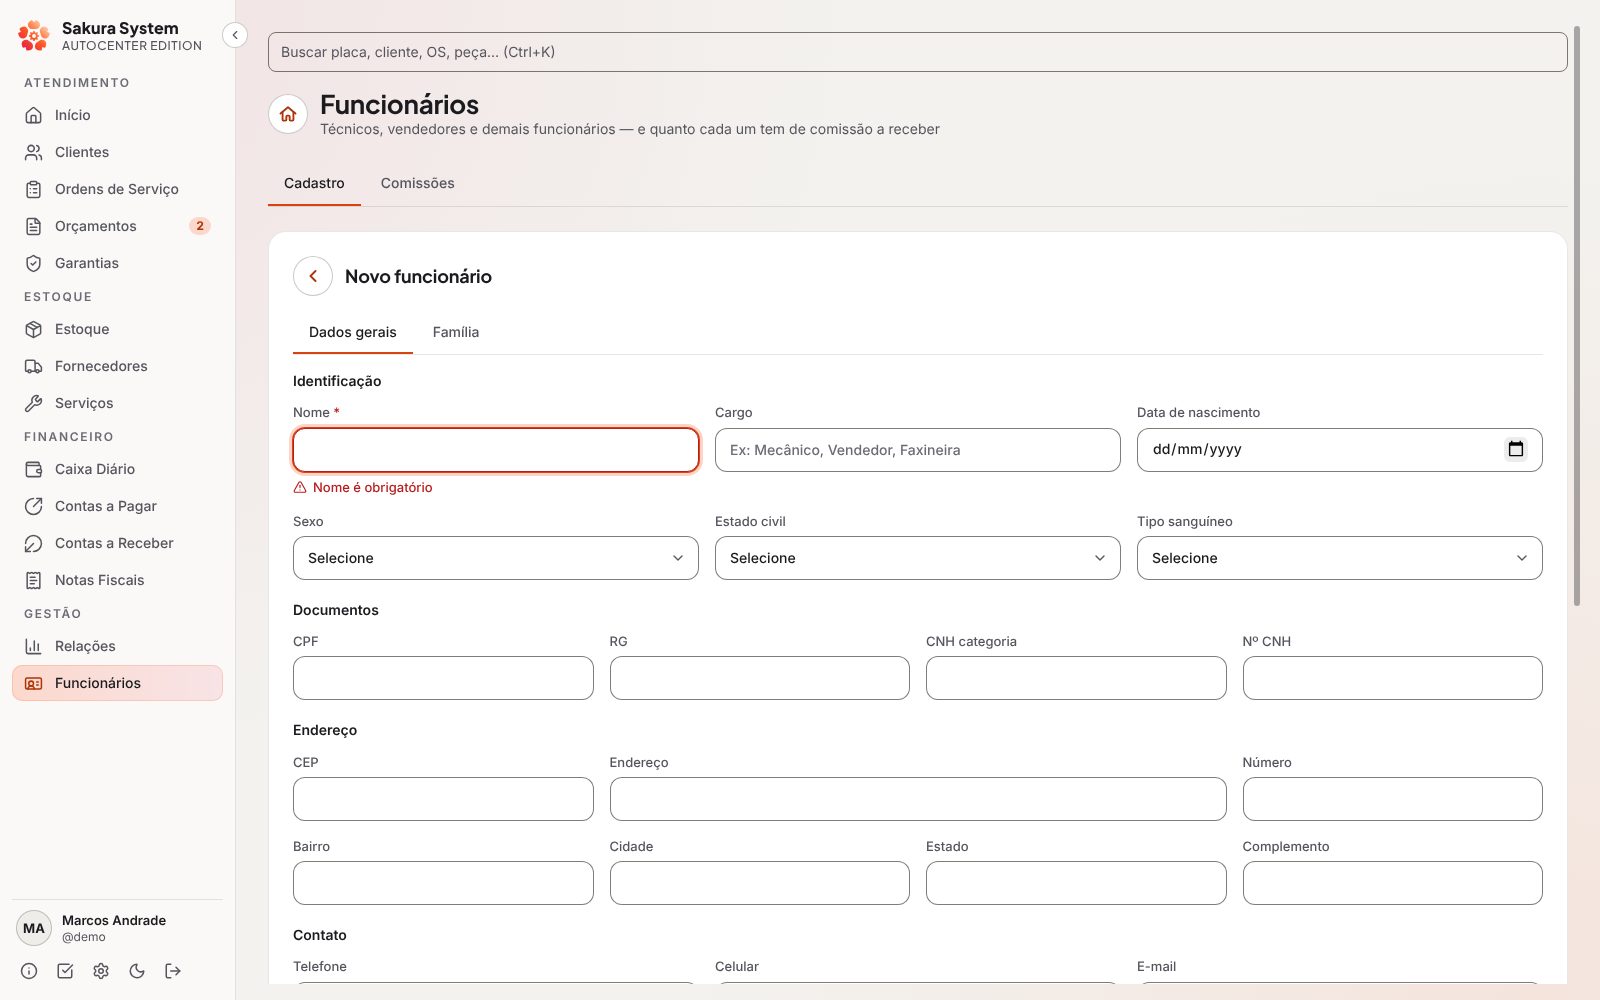 Sakura System
AUTOCENTER EDITION
ATENDIMENTO
Início
Clientes
Ordens de Serviço
Orçamentos 2
Garantias
ESTOQUE
Estoque
Fornecedores
Serviços
FINANCEIRO
Caixa Diário
Contas a Pagar
Contas a Receber
Notas Fiscais
GESTÃO
Relações
Funcionários
MA
Marcos Andrade
@demo
Buscar placa, cliente, OS, peça... (Ctrl+K)
Funcionários
Técnicos, vendedores e demais funcionários — e quanto cada um tem de comissão a receber
Cadastro Comissões
Novo funcionário
Dados gerais Família
Identificação
Nome * Cargo Data de nascimento
Ex: Mecânico, Vendedor, Faxineira dd/mm/yyyy
Nome é obrigatório
Sexo Estado civil Tipo sanguíneo
Selecione Selecione Selecione
Documentos
CPF RG CNH categoria Nº CNH
Endereço
CEP Endereço Número
Bairro Cidade Estado Complemento
Contato
Telefone Celular E-mail